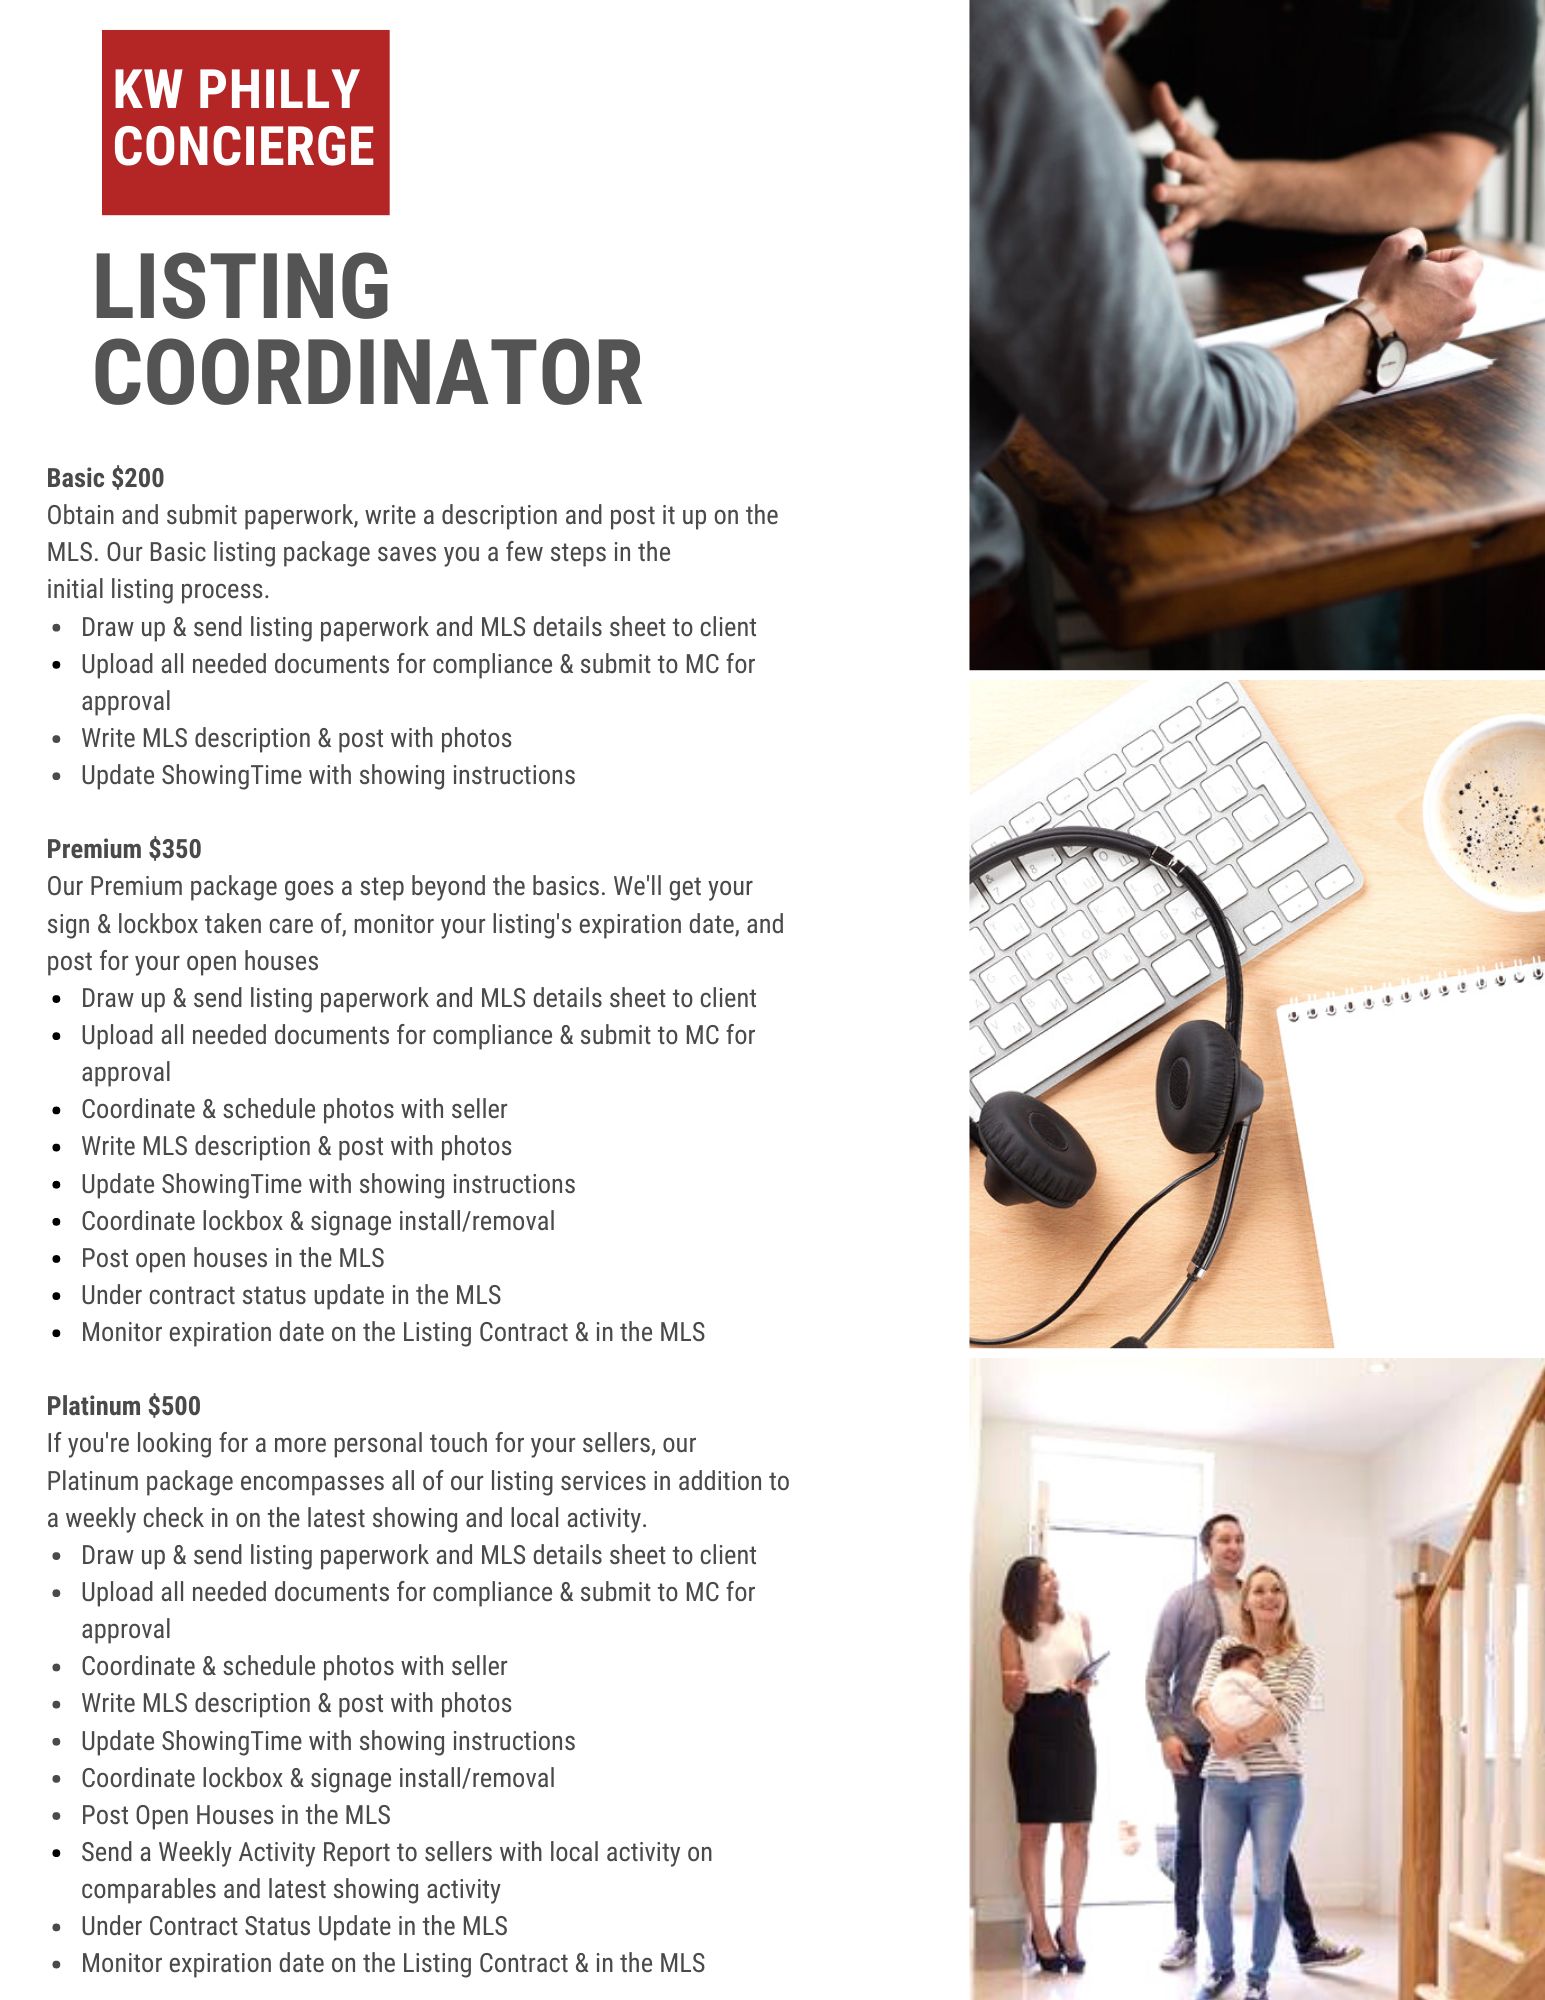 KW PHILLY
CONCIERGE
LISTING
COORDINATOR
Basic $200
Obtain and submit paperwork, write a description and post it up on the
MLS. Our Basic listing package saves you a few steps in the
initial listing process.
• Draw up & send listing paperwork and MLS details sheet to client
• Upload all needed documents for compliance & submit to MC for
approval
• Write MLS description & post with photos
• Update ShowingTime with showing instructions
Premium $350
Our Premium package goes a step beyond the basics. We'll get your
sign & lockbox taken care of, monitor your listing's expiration date, and
post for your open houses
• Draw up & send listing paperwork and MLS details sheet to client
• Upload all needed documents for compliance & submit to MC for
approval
• Coordinate & schedule photos with seller
• Write MLS description & post with photos
• Update ShowingTime with showing instructions
• Coordinate lockbox & signage install/removal
• Post open houses in the MLS
• Under contract status update in the MLS
• Monitor expiration date on the Listing Contract & in the MLS
Platinum $500
If you're looking for a more personal touch for your sellers, our
Platinum package encompasses all of our listing services in addition to
a weekly check in on the latest showing and local activity.
• Draw up & send listing paperwork and MLS details sheet to client
• Upload all needed documents for compliance & submit to MC for
approval
• Coordinate & schedule photos with seller
• Write MLS description & post with photos
• Update ShowingTime with showing instructions
• Coordinate lockbox & signage install/removal
• Post Open Houses in the MLS
• Send a Weekly Activity Report to sellers with local activity on
comparables and latest showing activity
• Under Contract Status Update in the MLS
• Monitor expiration date on the Listing Contract & in the MLS